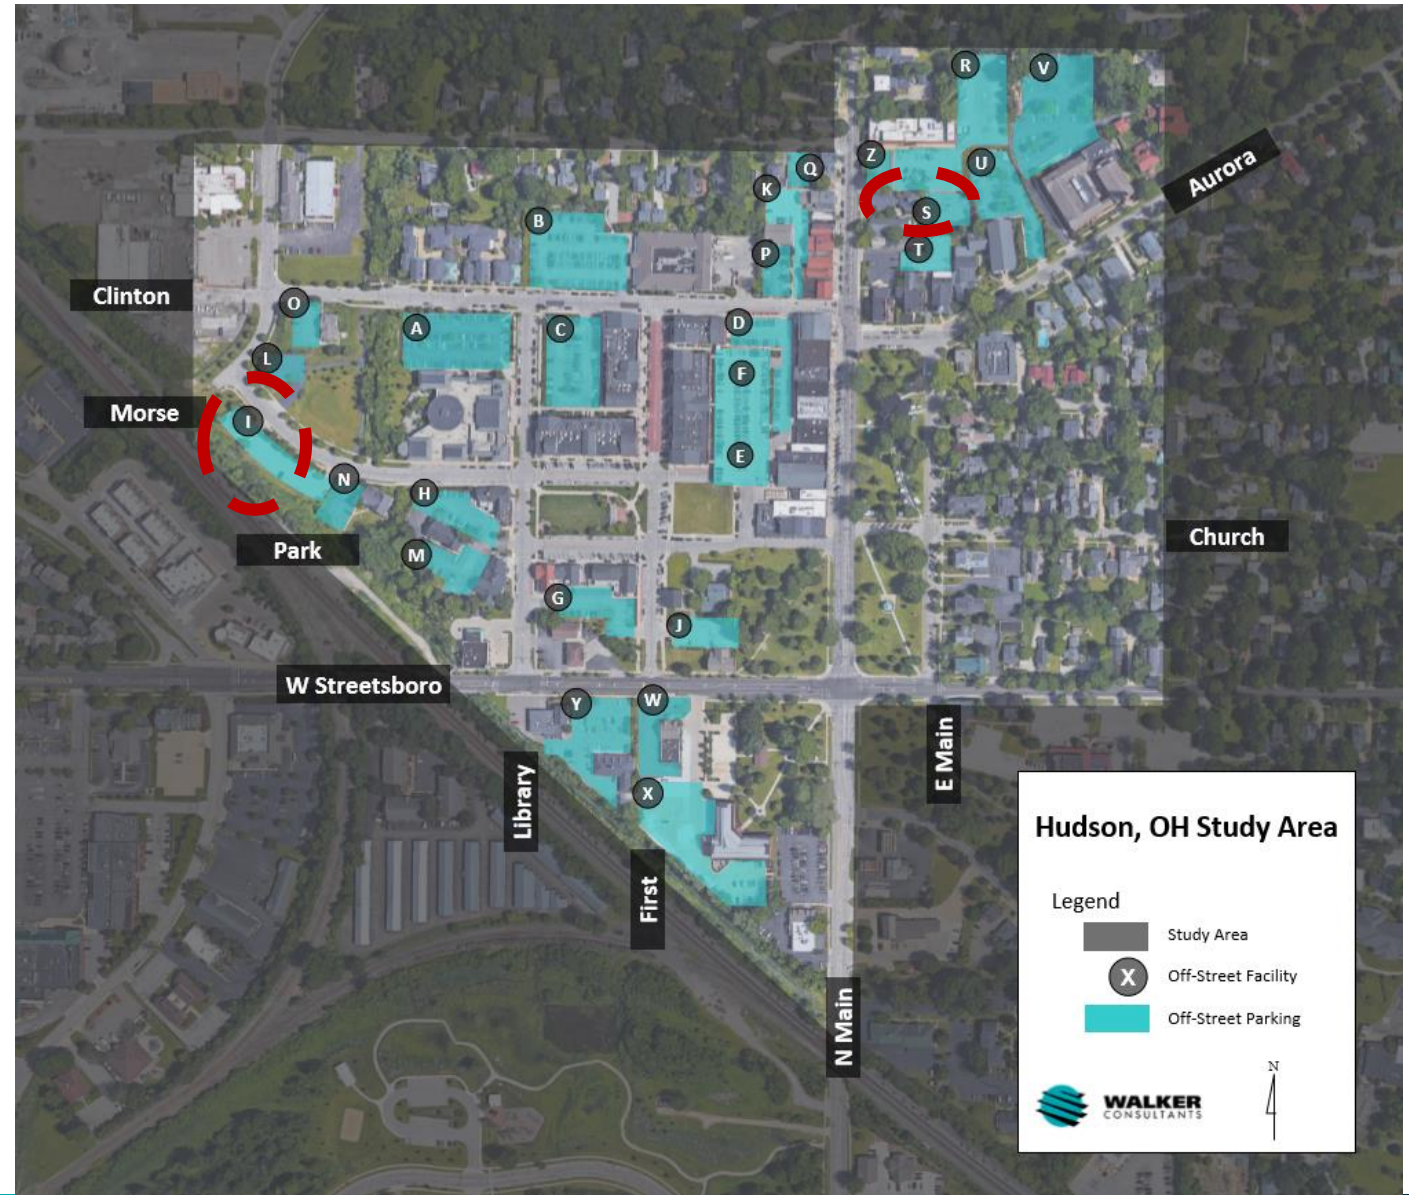 R
V
Z
Q
U
Aurora
K
S
B
T
P
Clinton
O
A
C
D
L
F
Morse
I
E
N
H
Church
Park
M
G
J
W Streetsboro
Y
W
E Main
Library
X
First
N Main
Hudson, OH Study Area
Legend
Study Area
X
Off-Street Facility
Off-Street Parking
N
WALKER
CONSULTANTS